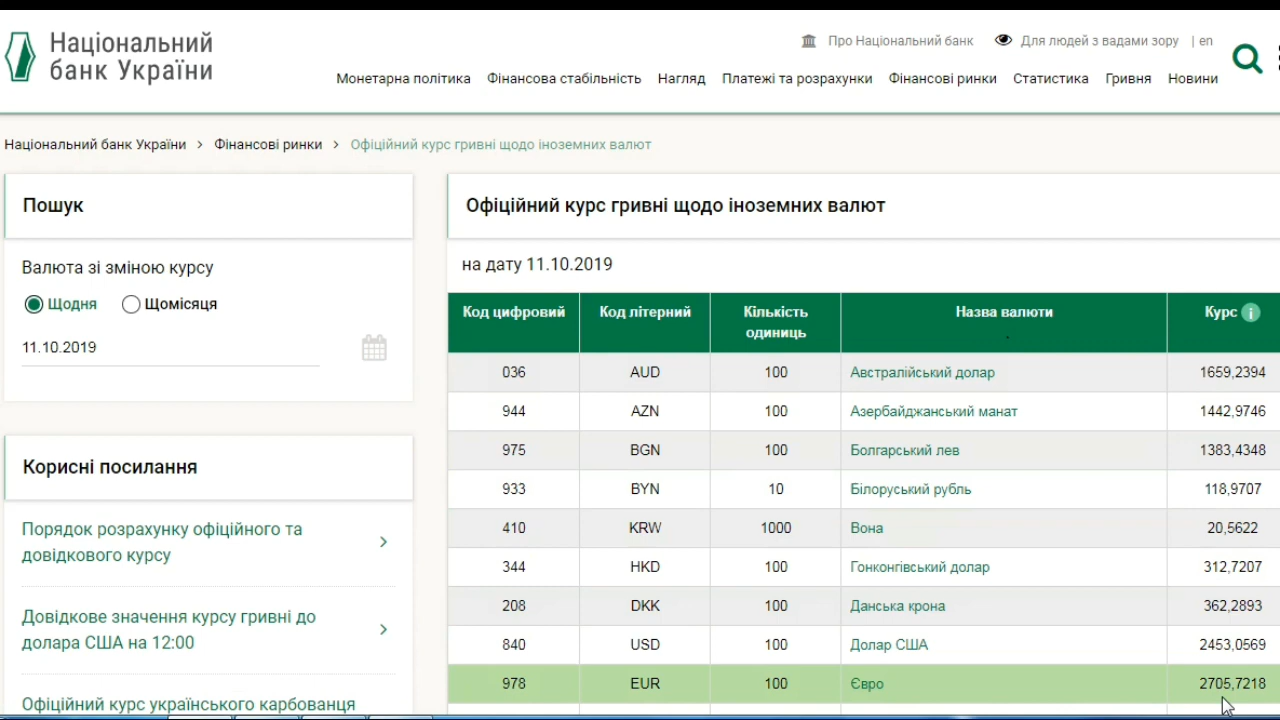 Національний
банк України
Про Національний банк
Для людей з вадами зору | en
Монетарна політика Фінансова стабільність Нагляд Платежі та розрахунки Фінансові ринки Статистика Гривня Новини
Національний банк України > Фінансові ринки > Офіційний курс гривні щодо іноземних валют
Пошук
Валюта зі зміною курсу
Щодня Щомісяця
11.10.2019
Корисні посилання
Порядок розрахунку офіційного та
довідкового курсу
Довідкове значення курсу гривні до
долара США на 12:00
Офіційний курс українського карбованця
Офіційний курс гривні щодо іноземних валют
на дату 11.10.2019
Код цифровий Код літерний Кількість одиниць Назва валюти Курс i
036 AUD 100 Австралійський долар 1659,2394
944 AZN 100 Азербайджанський манат 1442,9746
975 BGN 100 Болгарський лев 1383,4348
933 BYN 10 Білоруський рубль 118,9707
410 KRW 1000 Вона 20,5622
344 HKD 100 Гонконгівський долар 312,7207
208 DKK 100 Данська крона 362,2893
840 USD 100 Долар США 2453,0569
978 EUR 100 Євро 2705,7218